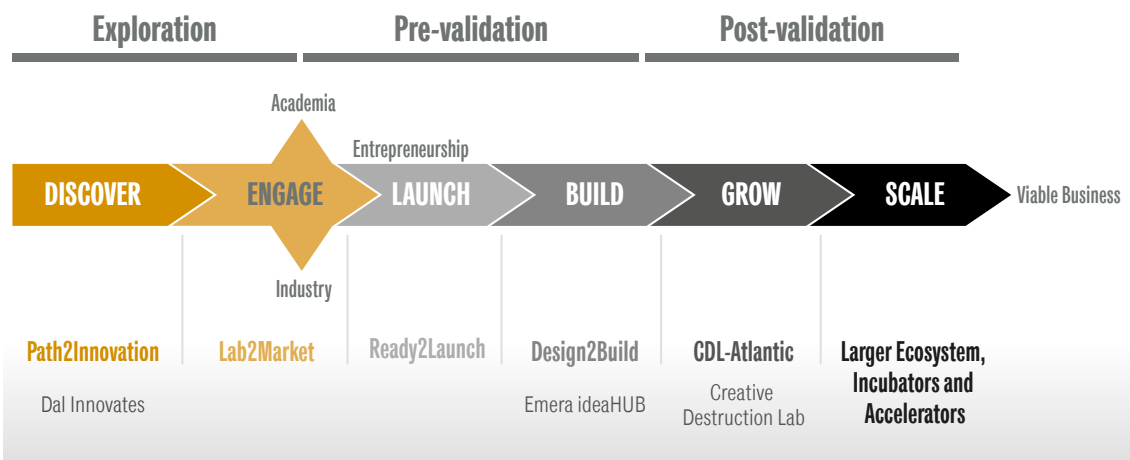 Exploration
Pre-validation
Post-validation
Academia
Entrepreneurship
DISCOVER
ENGAGE
LAUNCH
BUILD
GROW
SCALE
Viable Business
Industry
Path2Innovation
Lab2Market
Ready2Launch
Design2Build
CDL-Atlantic
Larger Ecosystem,
Incubators and
Accelerators
Dal Innovates
Emera ideaHUB
Creative
Destruction Lab